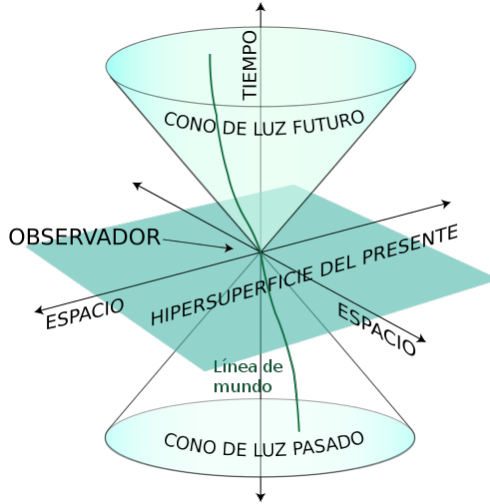 TIEMPO
CONO DE LUZ FUTURO
OBSERVADOR
HIPERSUPERFICIE DEL PRESENTE
ESPACIO
ESPACIO
Línea de
mundo
CONO DE LUZ PASADO